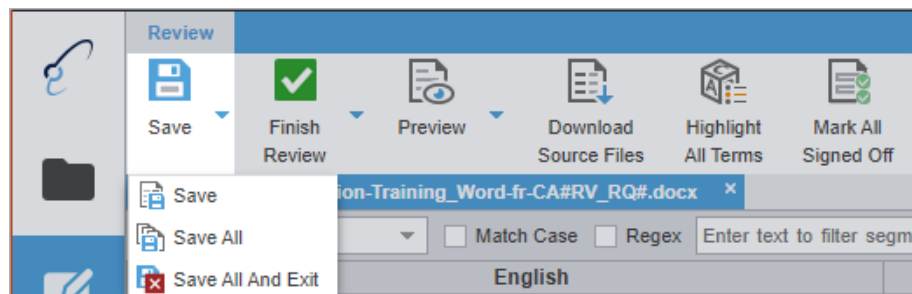 Review
Save
Finish
Review
Preview
Download
Source Files
Highlight
All Terms
Mark All
Signed Off
Save
Save All
Save All And Exit
ion-Training_Word-fr-CA#RV_RQ#.docx ×
Match Case
Regex
Enter text to filter segm
English